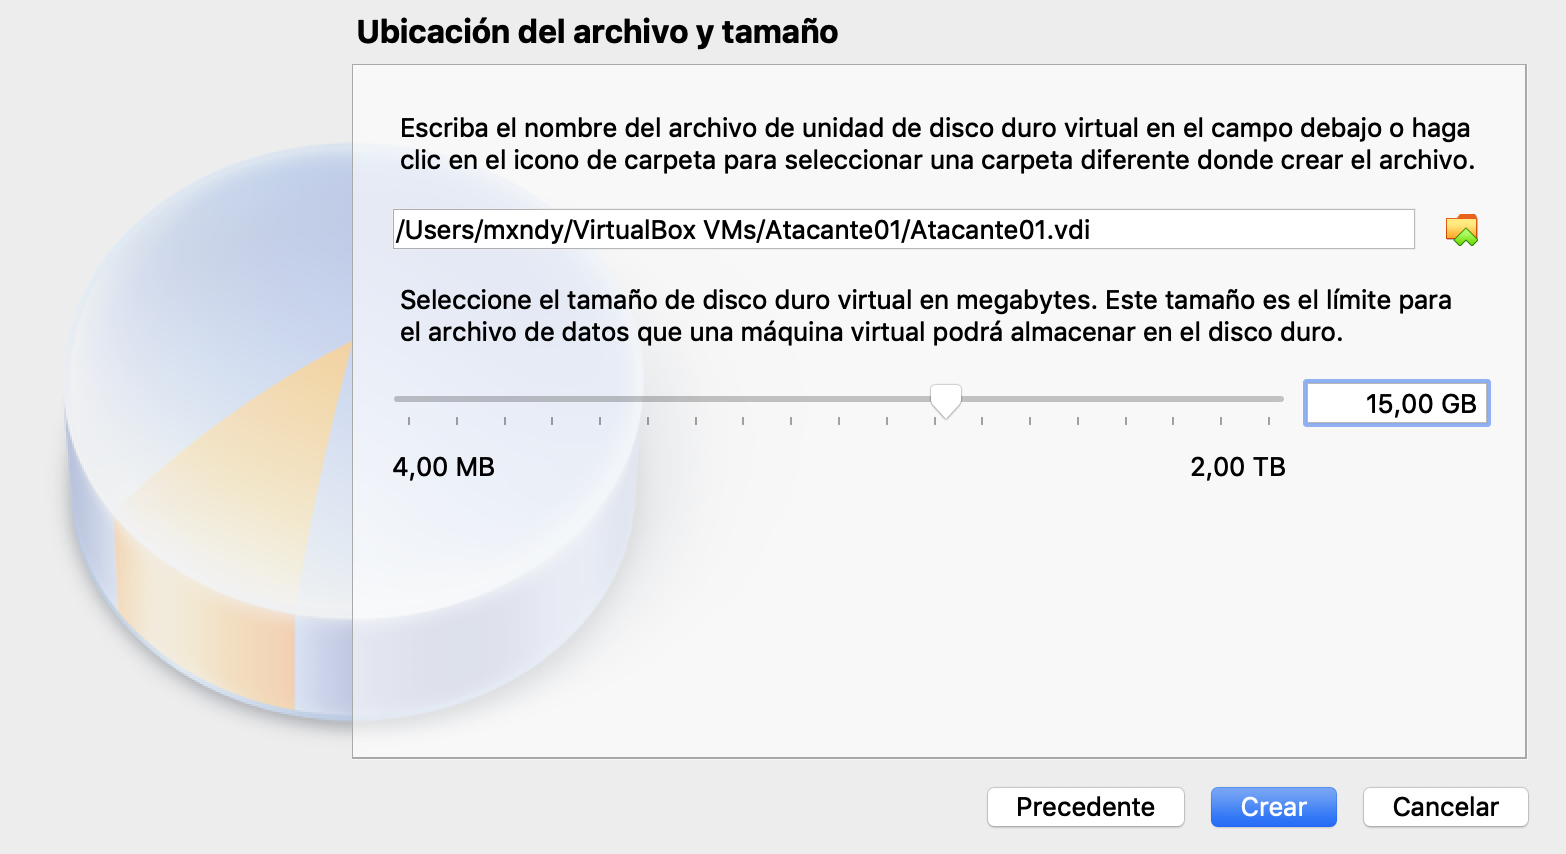 Ubicación del archivo y tamaño
Escriba el nombre del archivo de unidad de disco duro virtual en el campo debajo o haga
clic en el icono de carpeta para seleccionar una carpeta diferente donde crear el archivo.
/Users/mxndy/VirtualBox VMs/Atacante01/Atacante01.vdi
Seleccione el tamaño de disco duro virtual en megabytes. Este tamaño es el límite para
el archivo de datos que una máquina virtual podrá almacenar en el disco duro.
15,00 GB
4,00 MB
2,00 TB
Precedente
Crear
Cancelar